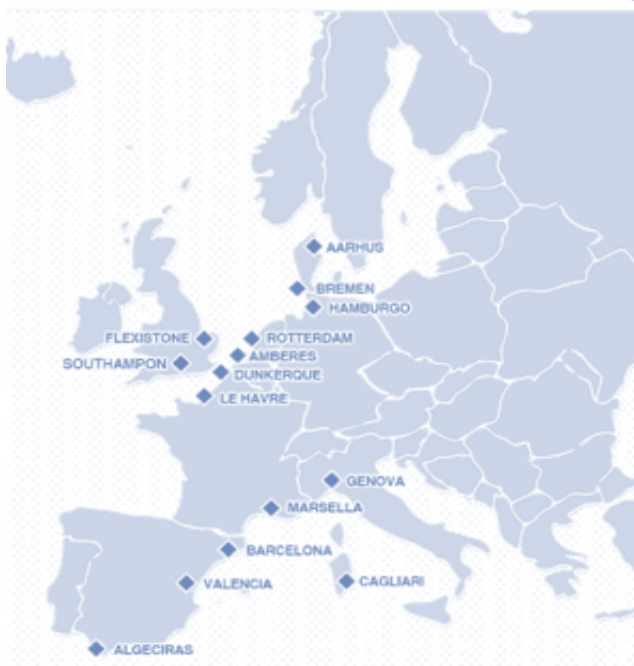 AARHUS
BREMEN
HAMBURGO
FLEXISTONE
ROTTERDAM
AMBERES
SOUTHAMPON
DUNKERQUE
LE HAVRE
GENOVA
MARSELLA
BARCELONA
VALENCIA
CAGLIARI
ALGECIRAS